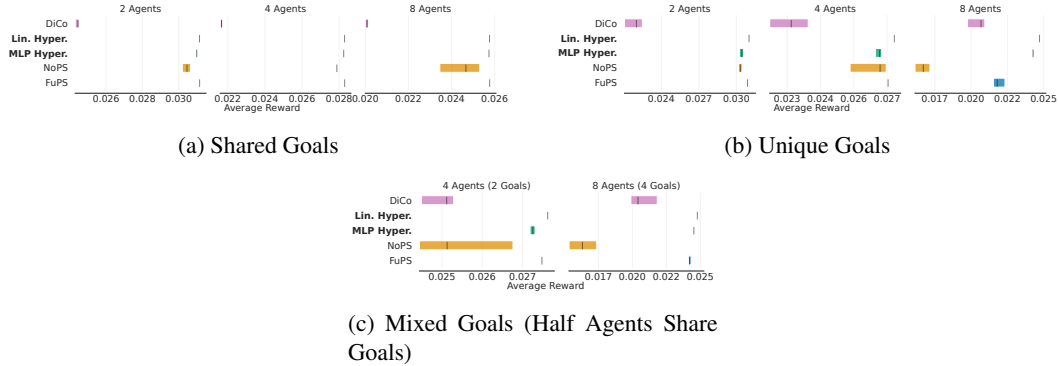 2 Agents 4 Agents 8 Agents
DiCo
Lin. Hyper.
MLP Hyper.
NoPS
FuPS
0.026 0.028 0.030 0.022 0.024 0.026 0.028 0.020 0.022 0.024 0.026
Average Reward
(a) Shared Goals
2 Agents 4 Agents 8 Agents
DiCo
Lin. Hyper.
MLP Hyper.
NoPS
FuPS
0.024 0.027 0.030 0.023 0.024 0.026 0.027 0.017 0.020 0.022 0.025
Average Reward
(b) Unique Goals
4 Agents (2 Goals) 8 Agents (4 Goals)
DiCo
Lin. Hyper.
MLP Hyper.
NoPS
FuPS
0.025 0.026 0.027 0.017 0.020 0.022 0.025
Average Reward
(c) Mixed Goals (Half Agents Share
Goals)